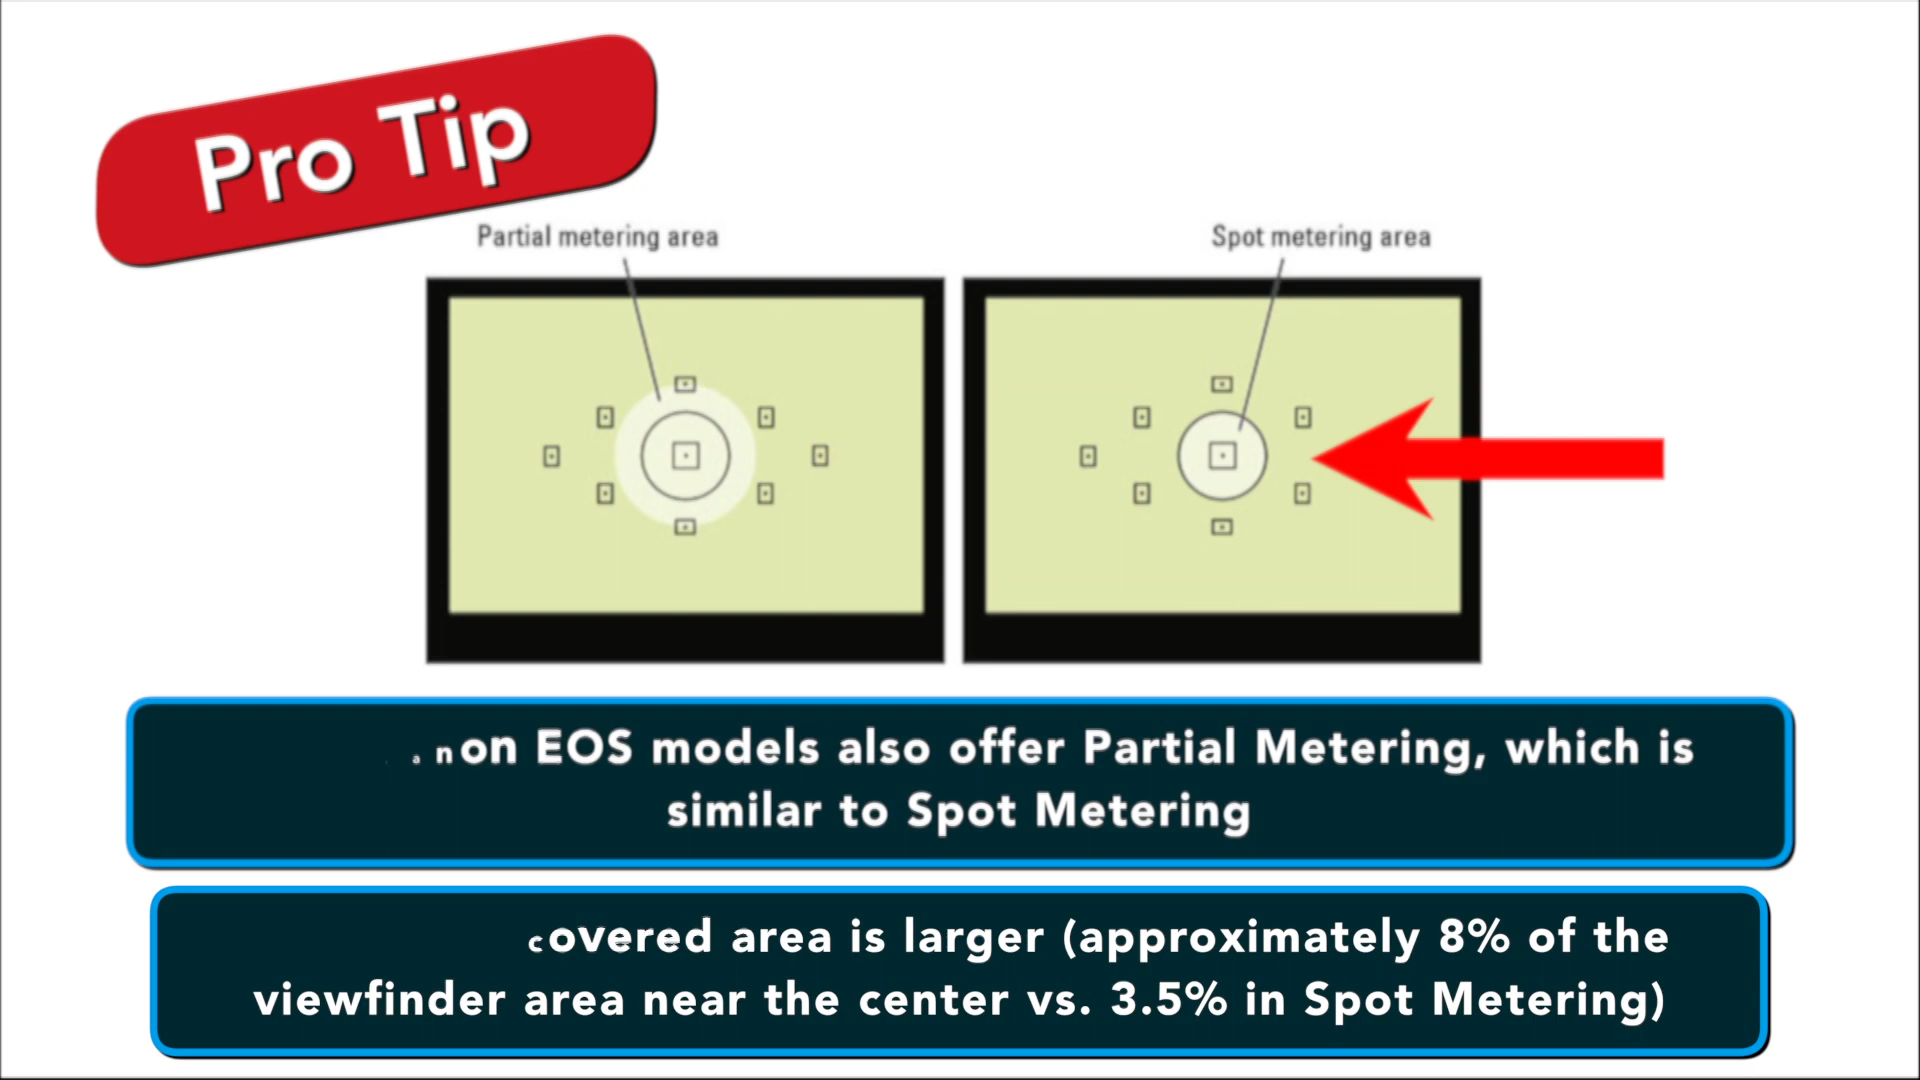 Pro Tip
Partial metering area
Spot metering area
anon EOS models also offer Partial Metering, which is
similar to Spot Metering
covered area is larger (approximately 8% of the
viewfinder area near the center vs. 3.5% in Spot Metering)